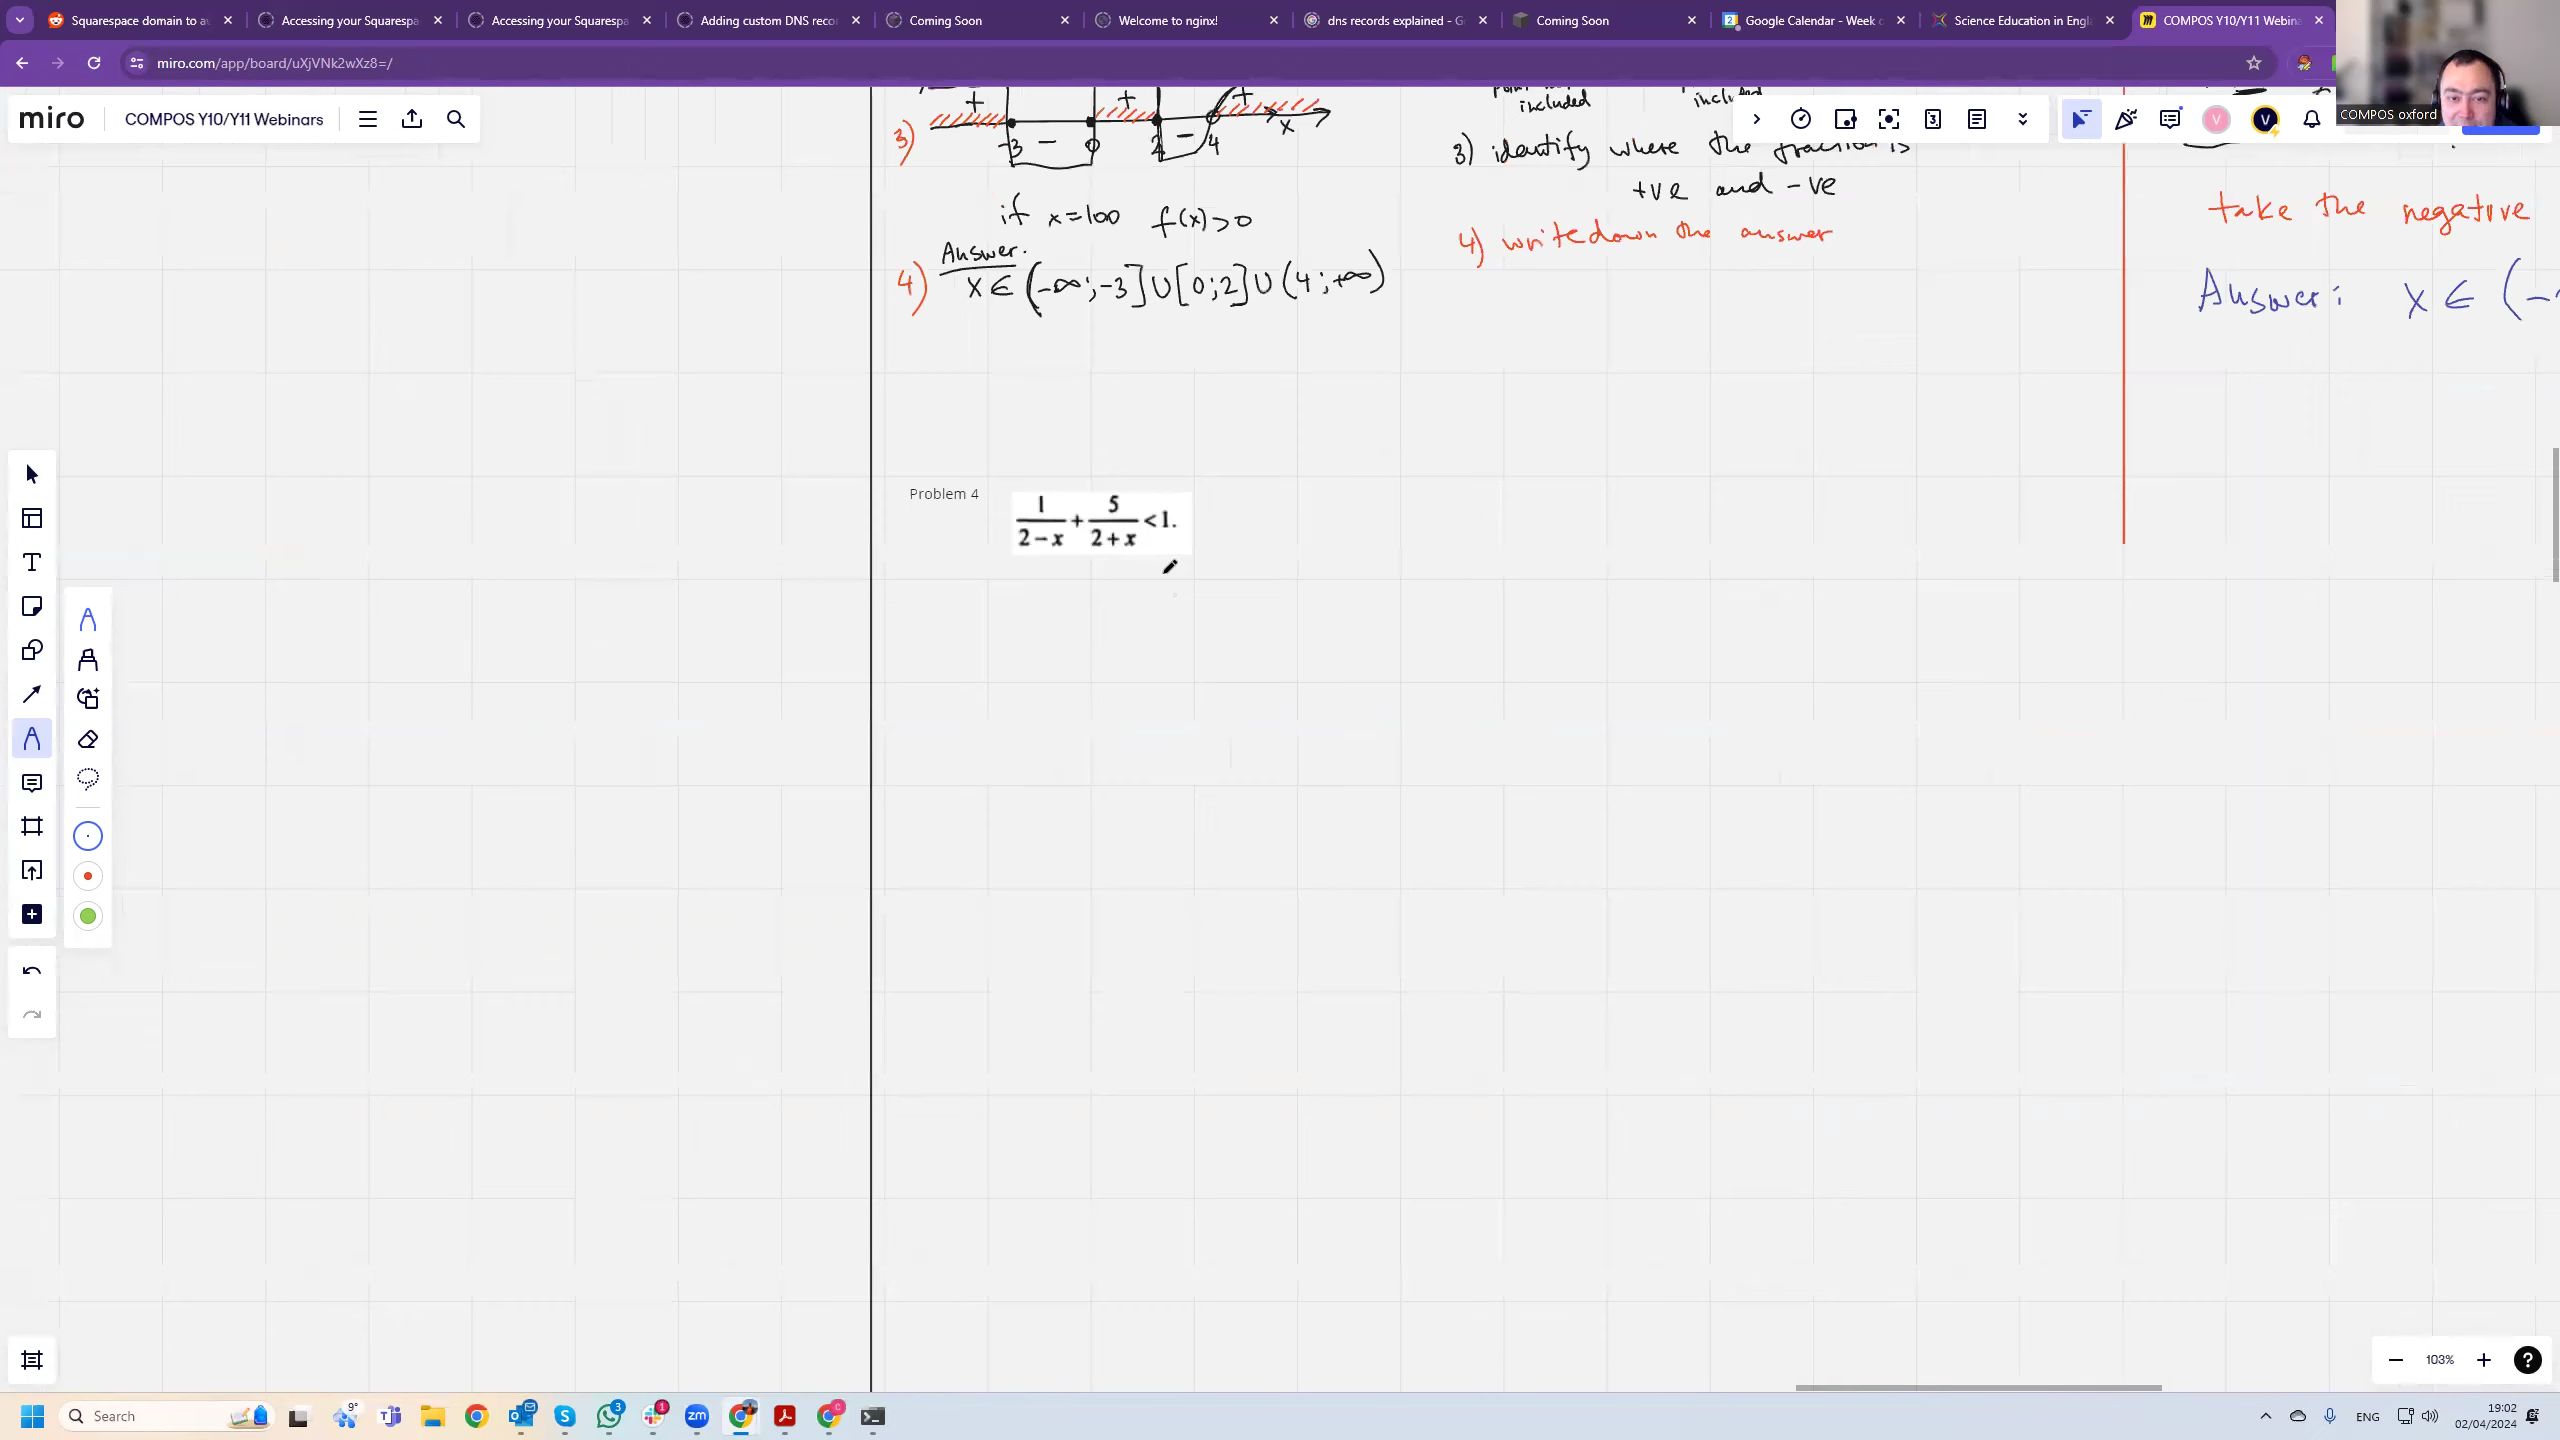 Squarespace domain to a
Accessing your Squarespa
Accessing your Squarespa
Adding custom DNS recor
Coming Soon
Welcome to nginx!
dns records explained - G
Coming Soon
Google Calendar - Week o
Science Education in Engl
COMPOS Y10/Y11 Webina
miro.com/app/board/uXjVNk2wXz8=/
COMPOS oxford
miro
COMPOS Y10/Y11 Webinars
included
3) + - + - + x
-3 0 2 4
3) identify where the fraction is
+ve and -ve
4) write down the answer
if x=100 f(x)>0
Answer.
4) x ∈ (-∞;-3] ∪ [0;2] ∪ (4;+∞)
take the negative
Answer: x ∈ (-
Problem 4
1/(2 − x) + 5/(2 + x) < 1.
103%
Search
9°
ENG
19:02
02/04/2024